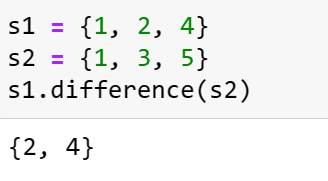 s1 = {1, 2, 4}
s2 = {1, 3, 5}
s1.difference(s2)
{2, 4}